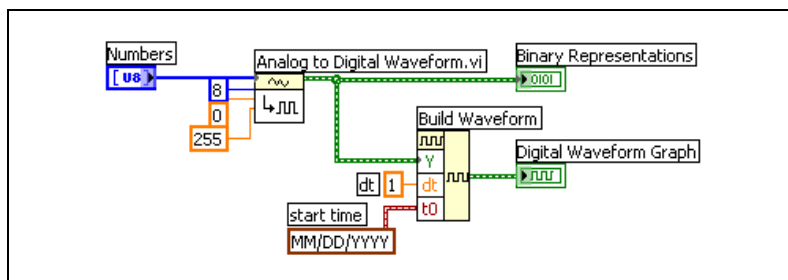 Numbers
[U8]
Analog to Digital Waveform.vi
Binary Representations
0101
8
0
255
Build Waveform
Y
Digital Waveform Graph
dt 1 dt
start time
t0
MM/DD/YYYY